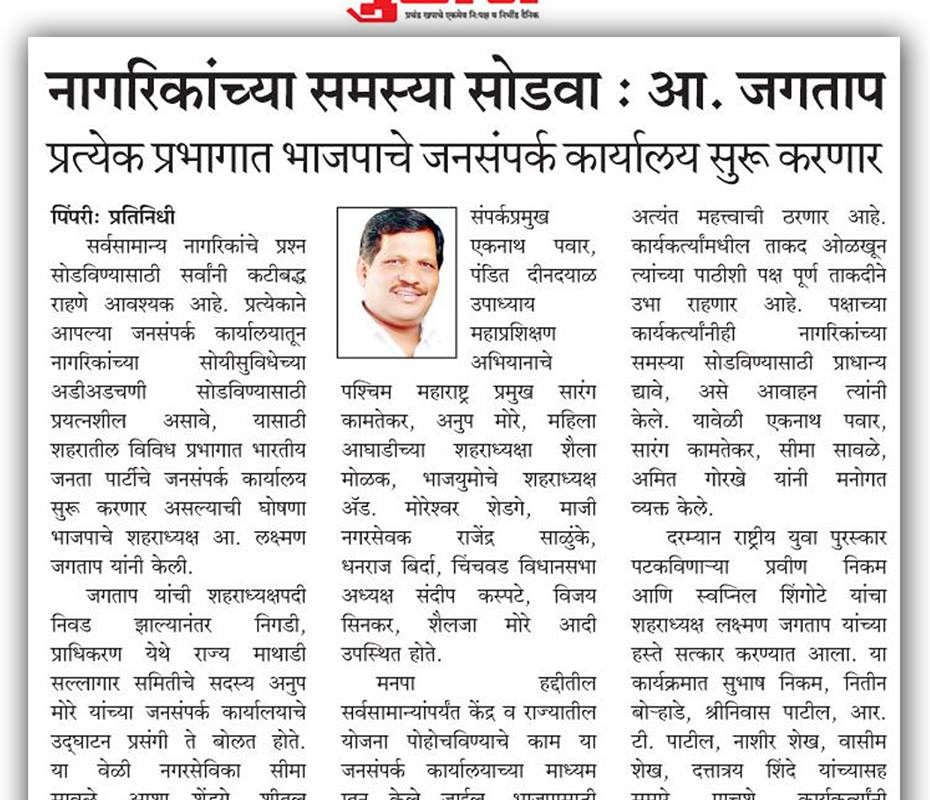 प्रचंड खपाचे एकमेव नि:पक्ष व निर्भीड दैनिक
नागरिकांच्या समस्या सोडवा : आ. जगताप
प्रत्येक प्रभागात भाजपाचे जनसंपर्क कार्यालय सुरू करणार
पिंपरी: प्रतिनिधी
सर्वसामान्य नागरिकांचे प्रश्न
सोडविण्यासाठी सर्वांनी कटीबद्ध
राहणे आवश्यक आहे. प्रत्येकाने
आपल्या जनसंपर्क कार्यालयातून
नागरिकांच्या सोयीसुविधेच्या
अडीअडचणी सोडविण्यासाठी
प्रयत्नशील असावे, यासाठी
शहरातील विविध प्रभागात भारतीय
जनता पार्टीचे जनसंपर्क कार्यालय
सुरू करणार असल्याची घोषणा
भाजपाचे शहराध्यक्ष आ. लक्ष्मण
जगताप यांनी केली.
जगताप यांची शहराध्यक्षपदी
निवड झाल्यानंतर निगडी,
प्राधिकरण येथे राज्य माथाडी
सल्लागार समितीचे सदस्य अनुप
मोरे यांच्या जनसंपर्क कार्यालयाचे
उद्‌घाटन प्रसंगी ते बोलत होते.
या वेळी नगरसेविका सीमा
सावळे, आशा शेंडगे, शीतल
संपर्कप्रमुख
एकनाथ पवार,
पंडित दीनदयाळ
उपाध्याय
महाप्रशिक्षण
अभियानाचे
पश्चिम महाराष्ट्र प्रमुख सारंग
कामतेकर, अनुप मोरे, महिला
आघाडीच्या शहराध्यक्षा शैला
मोळक, भाजयुमोचे शहराध्यक्ष
ॲड. मोरेश्वर शेडगे, माजी
नगरसेवक राजेंद्र साळुंके,
धनराज बिर्दा, चिंचवड विधानसभा
अध्यक्ष संदीप कस्पटे, विजय
सिनकर, शैलजा मोरे आदी
उपस्थित होते.
मनपा हद्दीतील
सर्वसामान्यांपर्यंत केंद्र व राज्यातील
योजना पोहोचविण्याचे काम या
जनसंपर्क कार्यालयाच्या माध्यम
केले जाईल. भाजपासाठी
अत्यंत महत्त्वाची ठरणार आहे.
कार्यकर्त्यांमधील ताकद ओळखून
त्यांच्या पाठीशी पक्ष पूर्ण ताकदीने
उभा राहणार आहे. पक्षाच्या
कार्यकर्त्यांनीही नागरिकांच्या
समस्या सोडविण्यासाठी प्राधान्य
द्यावे, असे आवाहन त्यांनी
केले. यावेळी एकनाथ पवार,
सारंग कामतेकर, सीमा सावळे,
अमित गोरखे यांनी मनोगत
व्यक्त केले.
दरम्यान राष्ट्रीय युवा पुरस्कार
पटकविणाऱ्या प्रवीण निकम
आणि स्वप्निल शिंगोटे यांचा
शहराध्यक्ष लक्ष्मण जगताप यांच्या
हस्ते सत्कार करण्यात आला. या
कार्यक्रमात सुभाष निकम, नितीन
बोऱ्हाडे, श्रीनिवास पाटील, आर.
टी. पाटील, नाशीर शेख, वासीम
शेख, दत्तात्रय शिंदे यांच्यासह
कार्यकर्त्यांनी